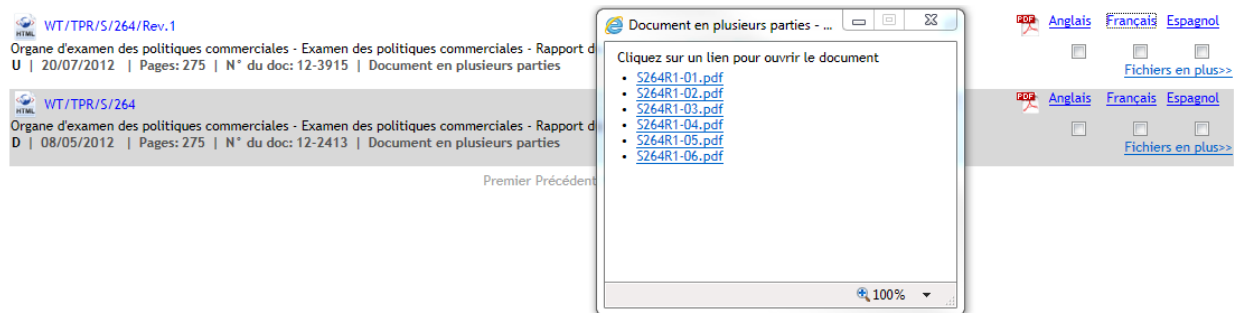 WT/TPR/S/264/Rev.1
Organe d'examen des politiques commerciales - Examen des politiques commerciales - Rapport d
U | 20/07/2012 | Pages: 275 | N° du doc: 12-3915 | Document en plusieurs parties
HTML
PDF Anglais Français Espagnol
Fichiers en plus>>
WT/TPR/S/264
Organe d'examen des politiques commerciales - Examen des politiques commerciales - Rapport d
D | 08/05/2012 | Pages: 275 | N° du doc: 12-2413 | Document en plusieurs parties
HTML
PDF Anglais Français Espagnol
Fichiers en plus>>
Premier Précédent
Document en plusieurs parties - ...
Cliquez sur un lien pour ouvrir le document
S264R1-01.pdf
S264R1-02.pdf
S264R1-03.pdf
S264R1-04.pdf
S264R1-05.pdf
S264R1-06.pdf
100%